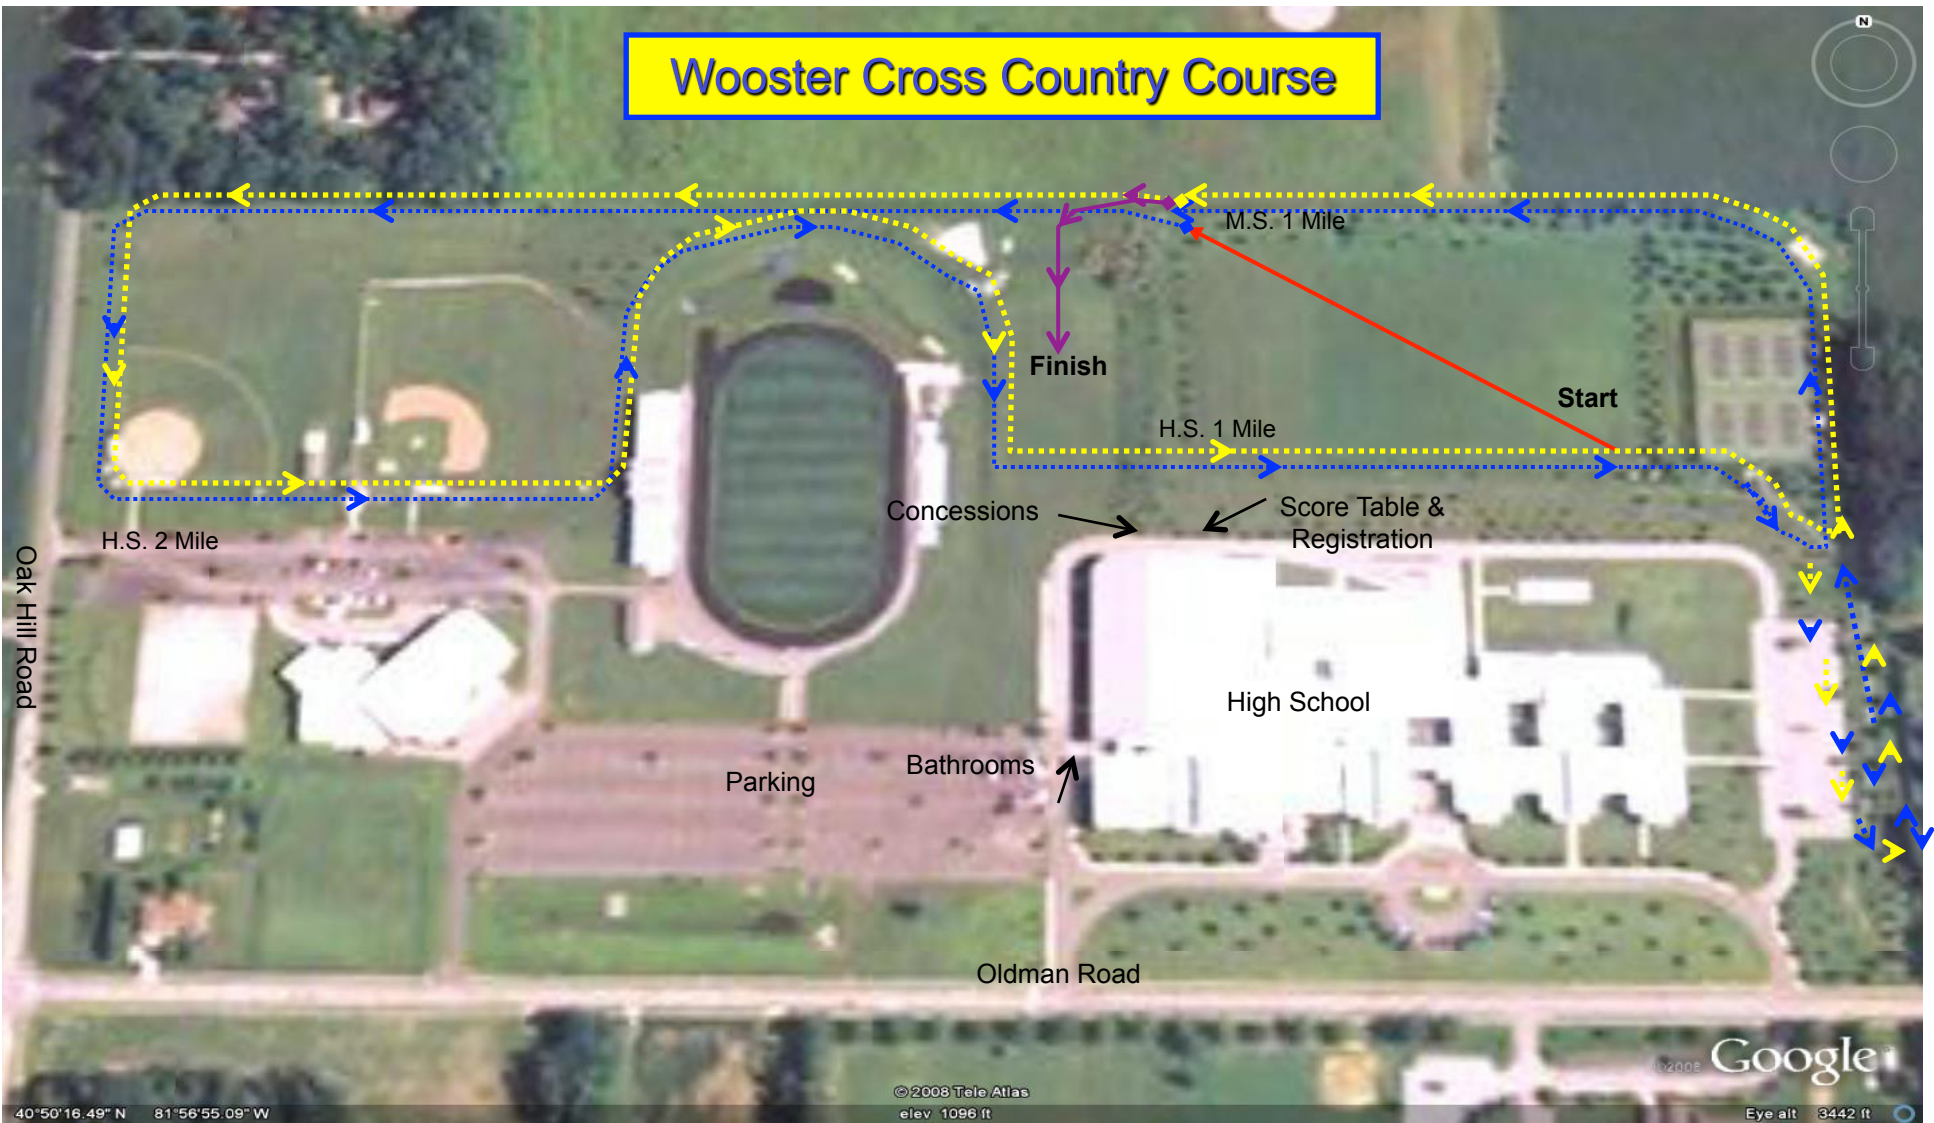 N
Wooster Cross Country Course
M.S. 1 Mile
Finish
Start
H.S. 1 Mile
Concessions
Score Table &
Registration
H.S. 2 Mile
Oak Hill Road
High School
Bathrooms
Parking
Oldman Road
©2008
Google
© 2008 Tele Atlas
40°50'16.49" N 81°56'55.09" W
elev 1096 ft
Eye alt 3442 ft